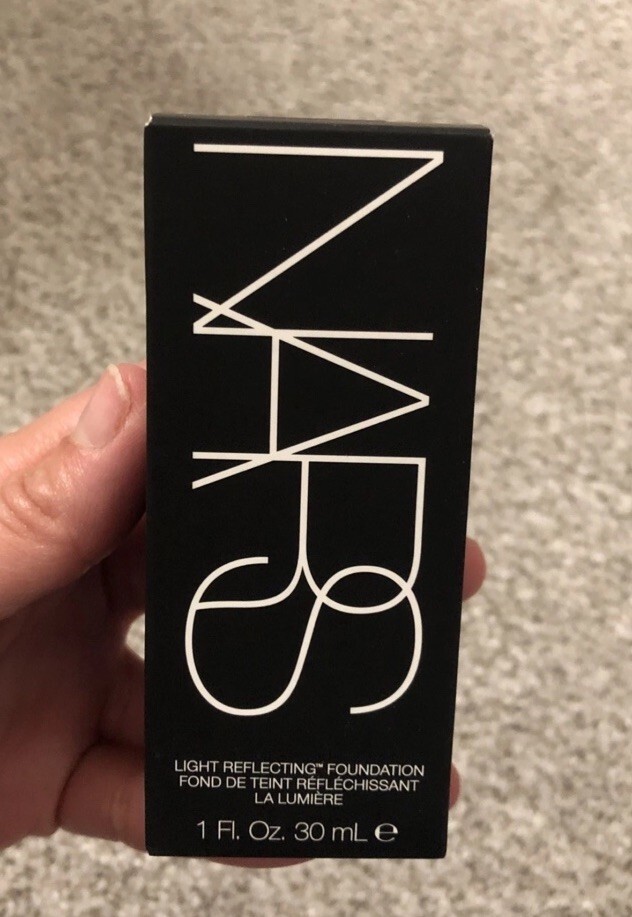 NARS
LIGHT REFLECTING™ FOUNDATION
FOND DE TEINT RÉFLÉCHISSANT
LA LUMIÈRE
1 Fl. Oz. 30 mL ℮